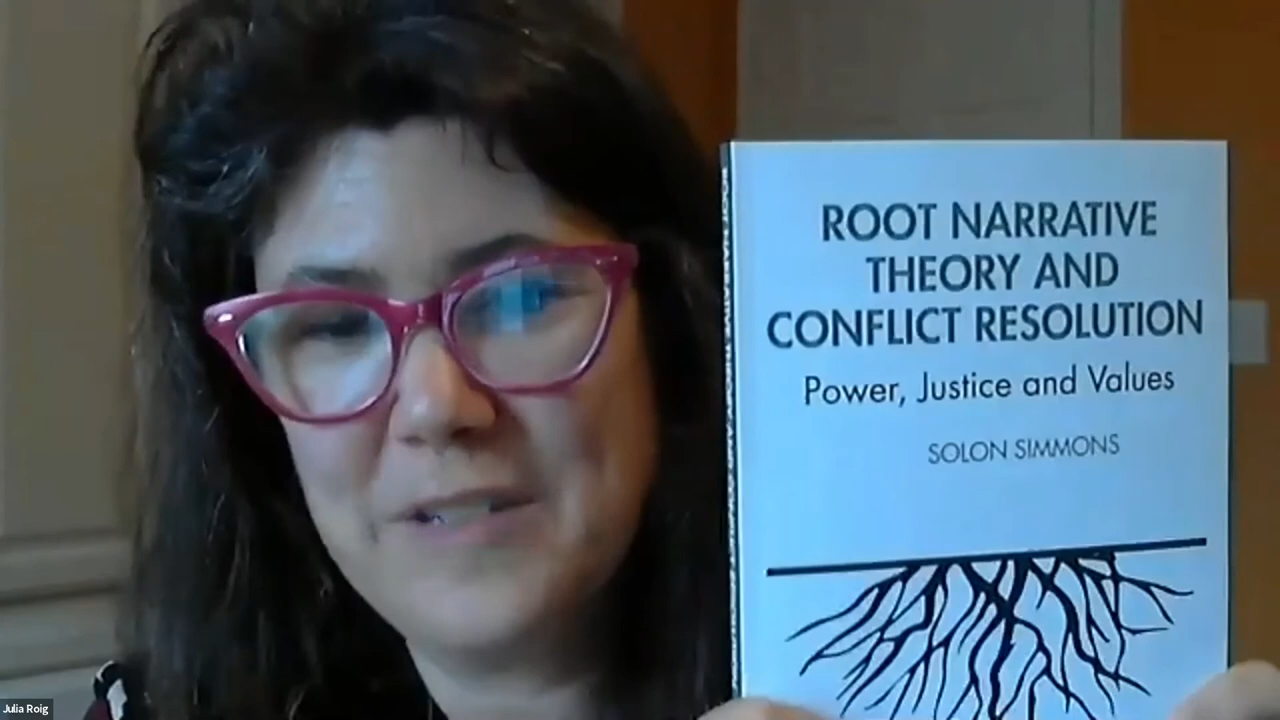 ROOT NARRATIVE
THEORY AND
CONFLICT RESOLUTION
Power, Justice and Values
SOLON SIMMONS
Julia Roig